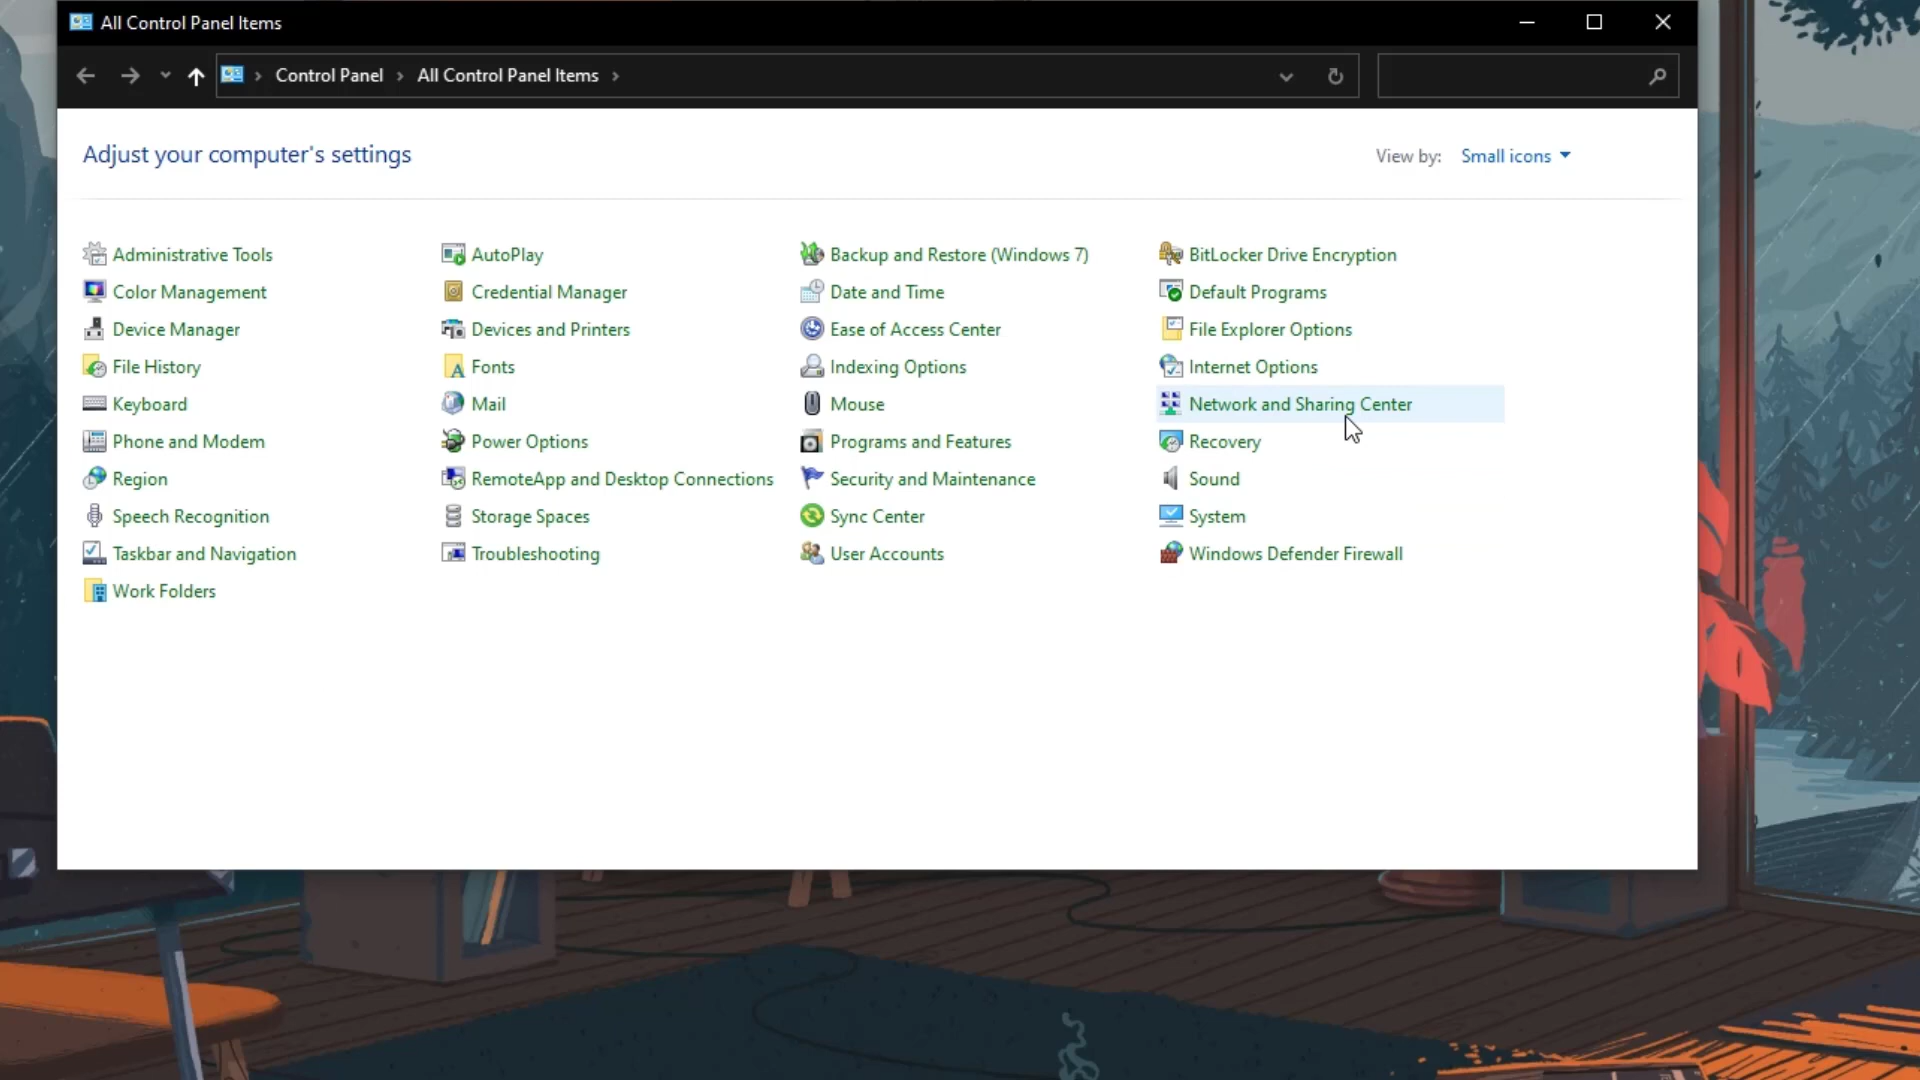 All Control Panel Items
Control Panel All Control Panel Items
Adjust your computer's settings
View by: Small icons
Administrative Tools AutoPlay Backup and Restore (Windows 7) BitLocker Drive Encryption
Color Management Credential Manager Date and Time Default Programs
Device Manager Devices and Printers Ease of Access Center File Explorer Options
File History Fonts Indexing Options Internet Options
Keyboard Mail Mouse Network and Sharing Center
Phone and Modem Power Options Programs and Features Recovery
Region RemoteApp and Desktop Connections Security and Maintenance Sound
Speech Recognition Storage Spaces Sync Center System
Taskbar and Navigation Troubleshooting User Accounts Windows Defender Firewall
Work Folders